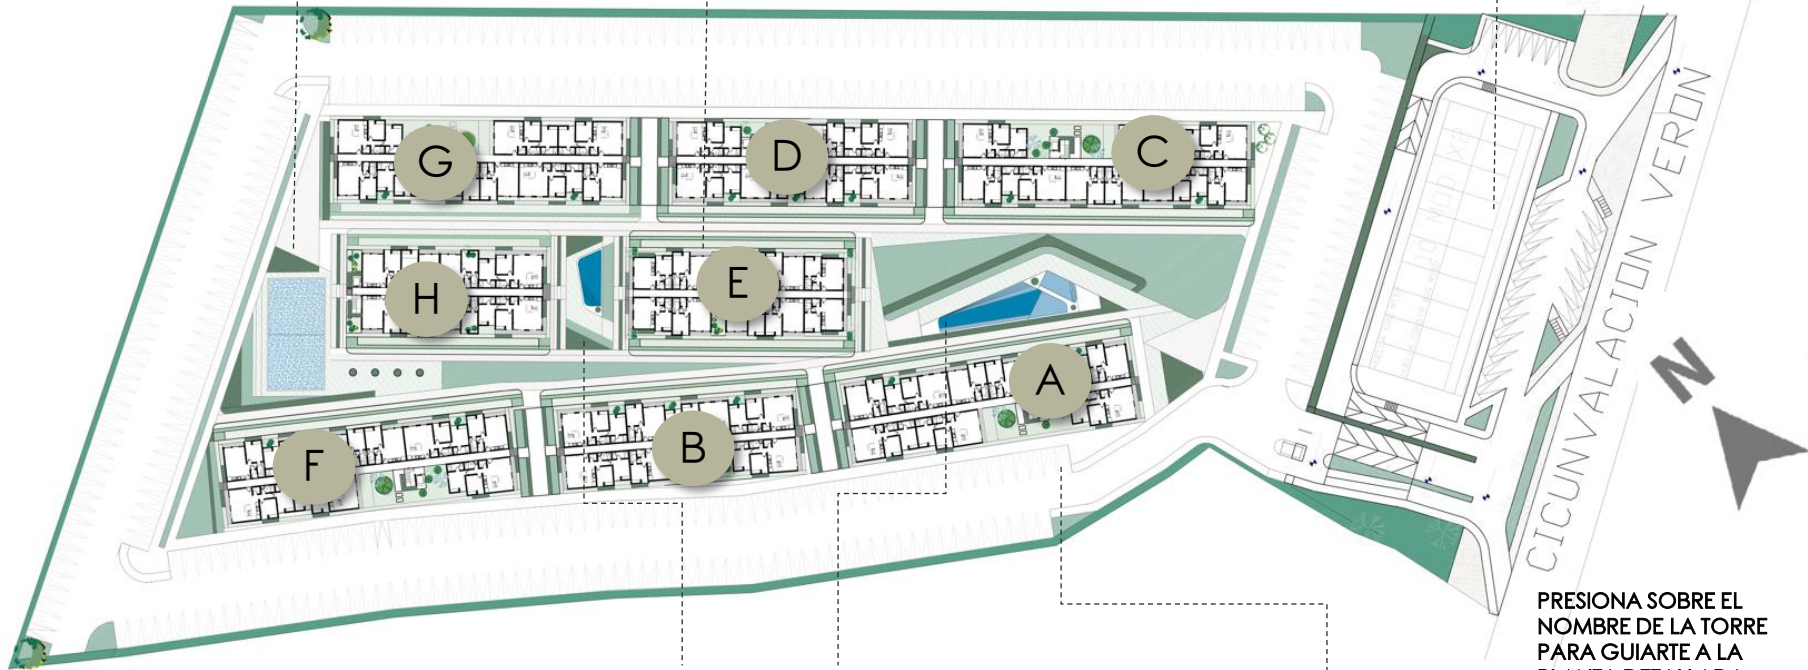 G
D
C
H
E
A
F
B
CICUNVALACION VERON
N
PRESIONA SOBRE EL
NOMBRE DE LA TORRE
PARA GUIARTE A LA